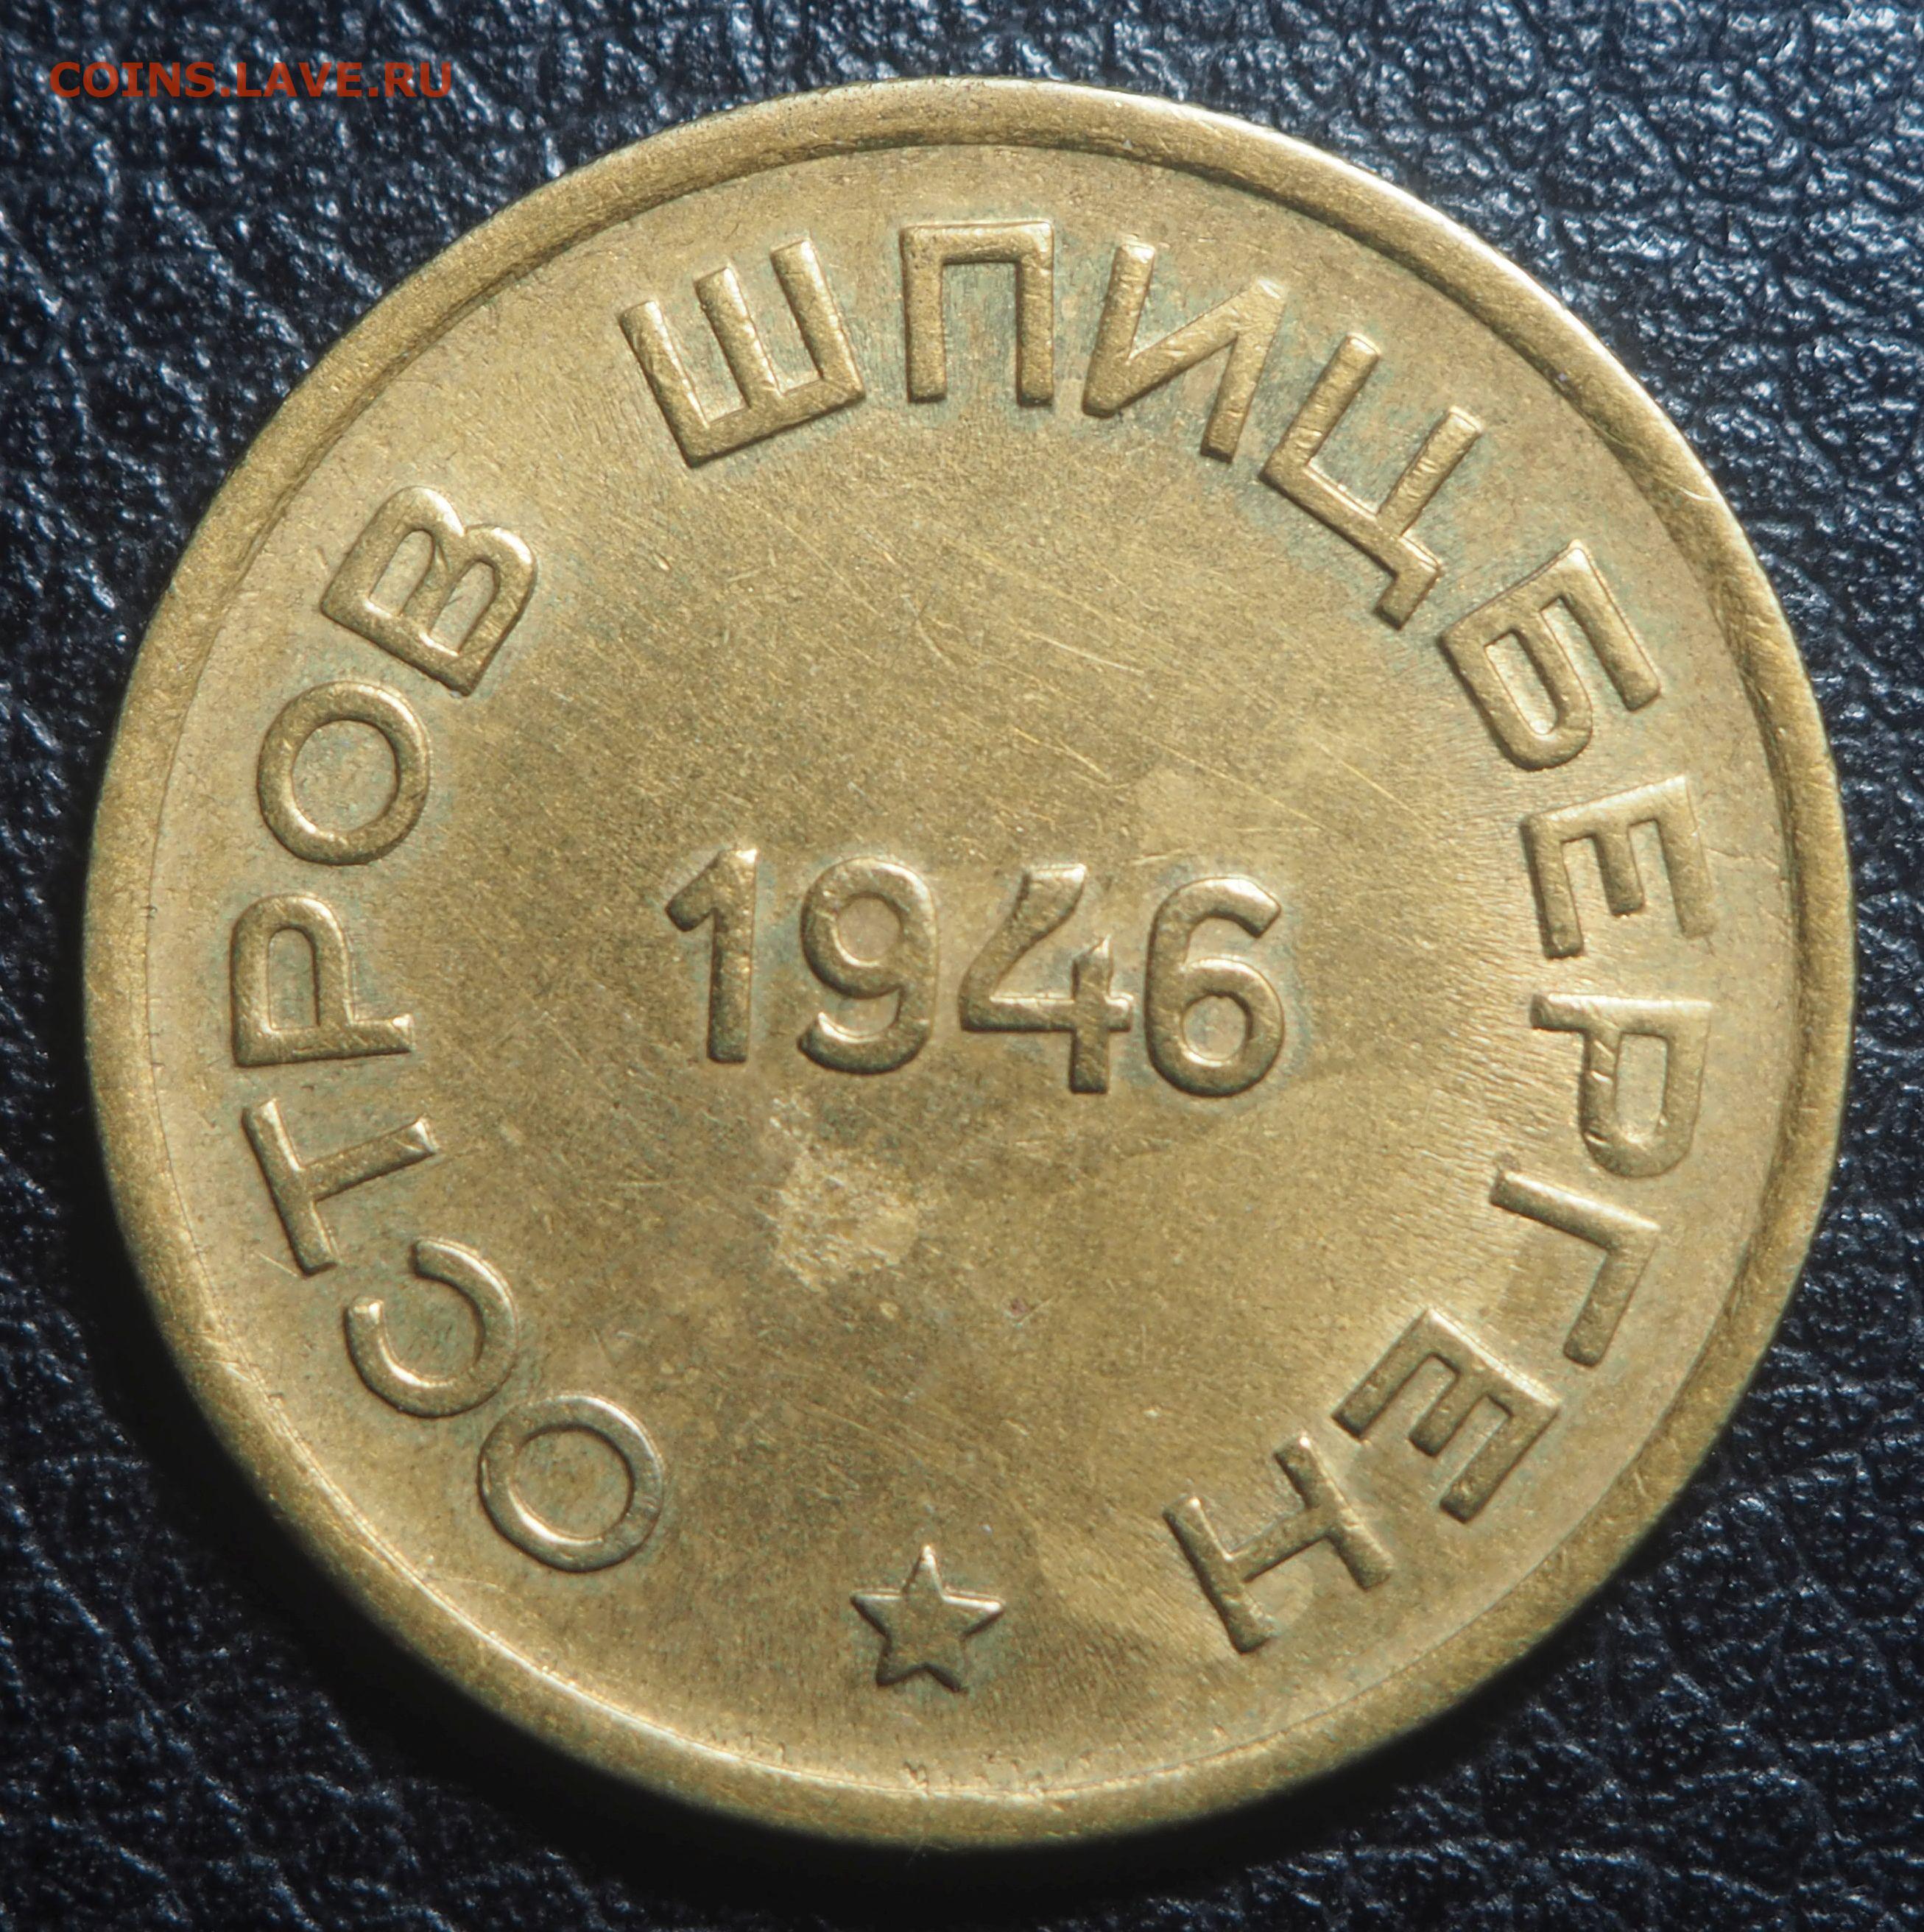 COINS.LAVE.RU
ОСТРОВ ШПИЦБЕРГЕН
1946